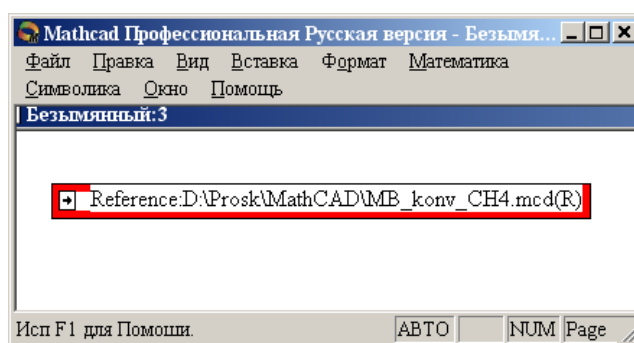 Mathcad Профессиональная Русская версия - Безымя...
Файл Правка Вид Вставка Формат Математика
Символика Окно Помощь
Безымянный:3
Reference:D:\Prosk\MathCAD\MB_konv_CH4.mcd(R)
Исп F1 для Помоши. АВТО NUM Page